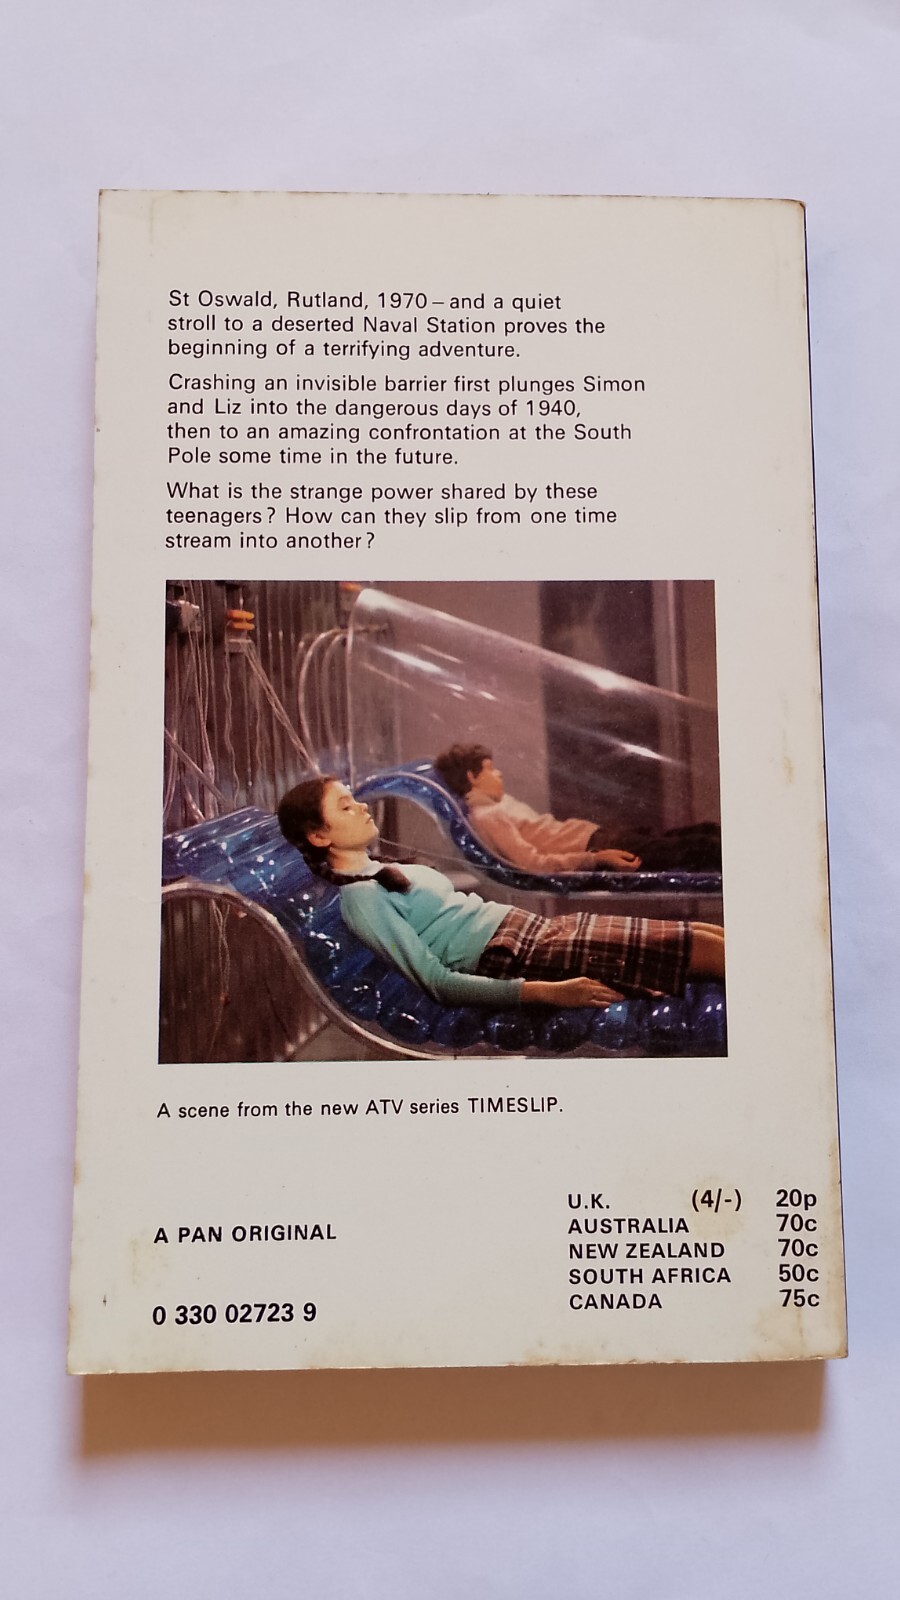 St Oswald, Rutland, 1970 – and a quiet
stroll to a deserted Naval Station proves the
beginning of a terrifying adventure.
Crashing an invisible barrier first plunges Simon
and Liz into the dangerous days of 1940,
then to an amazing confrontation at the South
Pole some time in the future.
What is the strange power shared by these
teenagers? How can they slip from one time
stream into another?
A scene from the new ATV series TIMESLIP.
A PAN ORIGINAL
0 330 02723 9
U.K. (4/-) 20p
AUSTRALIA 70c
NEW ZEALAND 70c
SOUTH AFRICA 50c
CANADA 75c